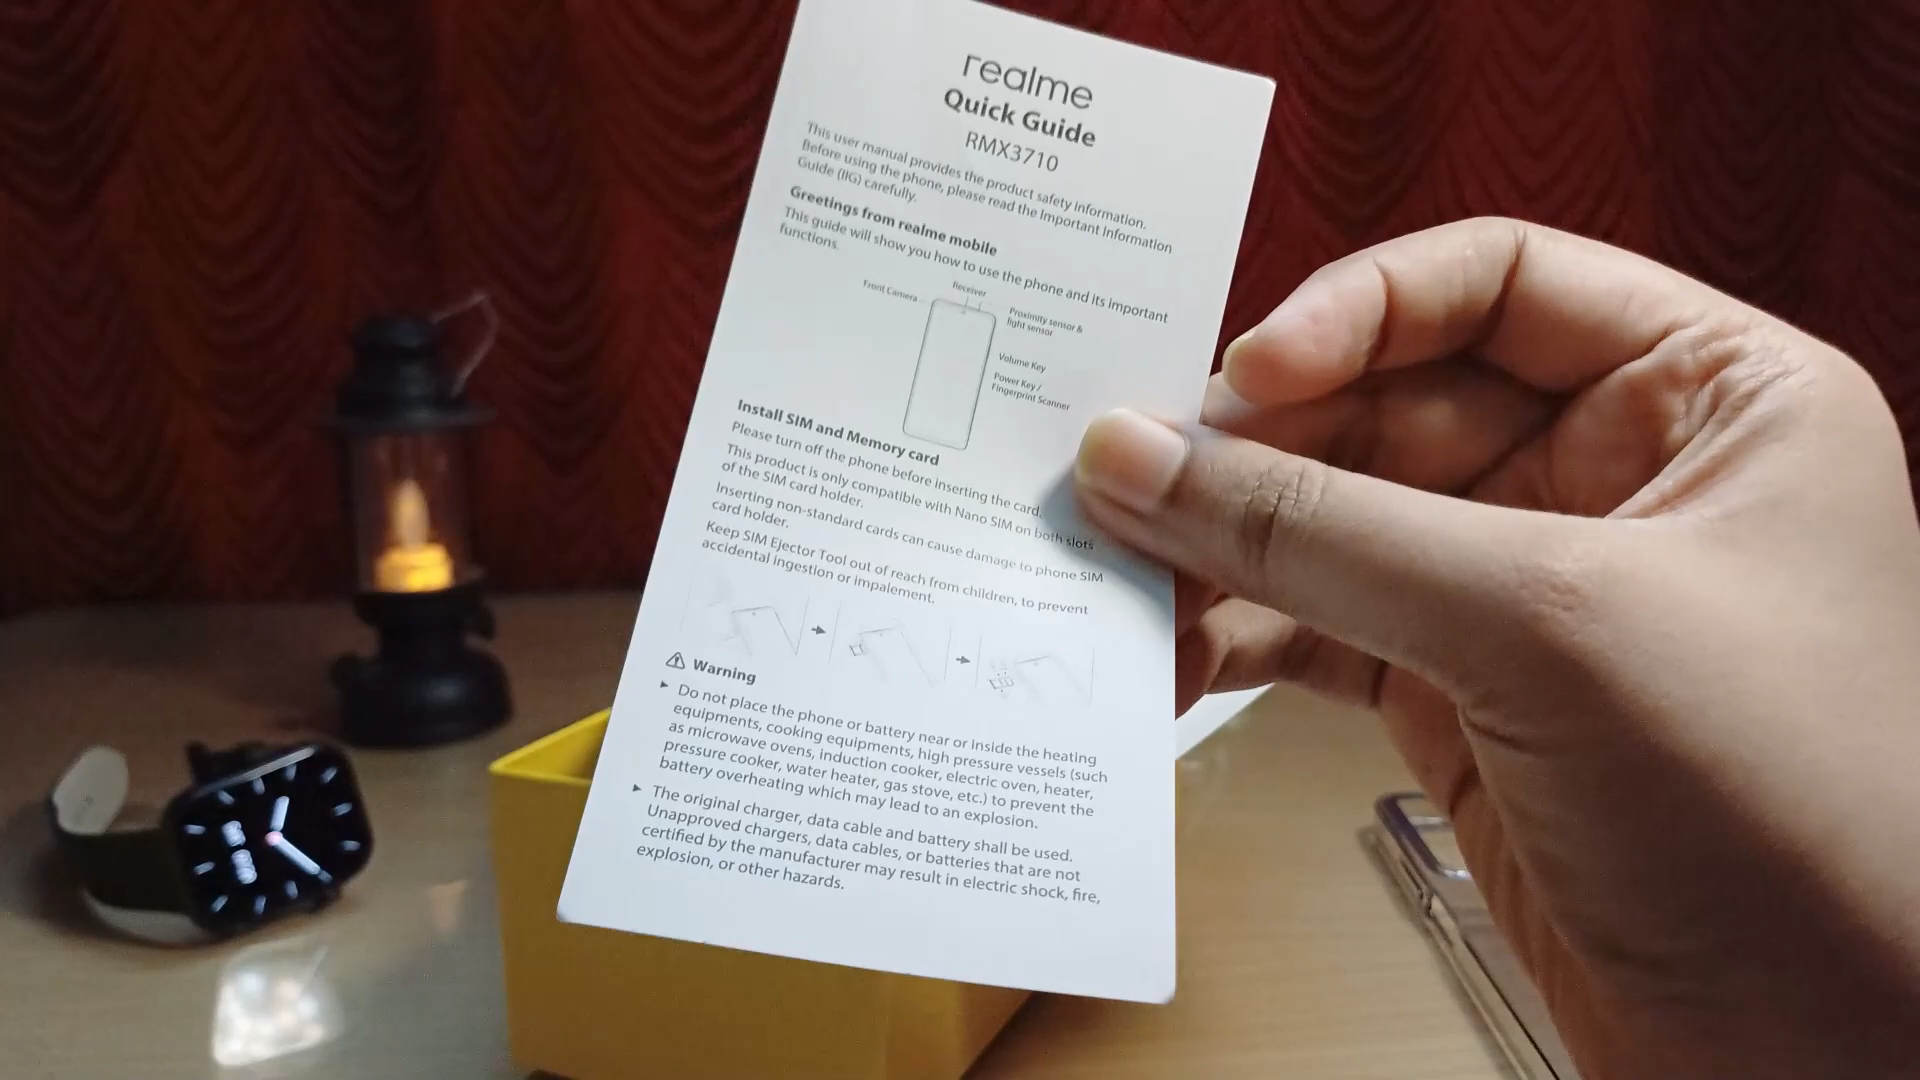 realme
Quick Guide
RMX3710
This user manual provides the product safety information.
Before using the phone, please read the Important Information
Guide (IIG) carefully.
Greetings from realme mobile
This guide will show you how to use the phone and its important
functions.
Front Camera
Receiver
Proximity sensor &
light sensor
Volume Key
Power Key /
Fingerprint Scanner
Install SIM and Memory card
Please turn off the phone before inserting the card.
This product is only compatible with Nano SIM on both slots
of the SIM card holder.
Inserting non-standard cards can cause damage to phone SIM
card holder.
Keep SIM Ejector Tool out of reach from children, to prevent
accidental ingestion or impalement.
Warning
Do not place the phone or battery near or inside the heating
equipments, cooking equipments, high pressure vessels (such
as microwave ovens, induction cooker, electric oven, heater,
pressure cooker, water heater, gas stove, etc.) to prevent the
battery overheating which may lead to an explosion.
The original charger, data cable and battery shall be used.
Unapproved chargers, data cables, or batteries that are not
certified by the manufacturer may result in electric shock, fire,
explosion, or other hazards.